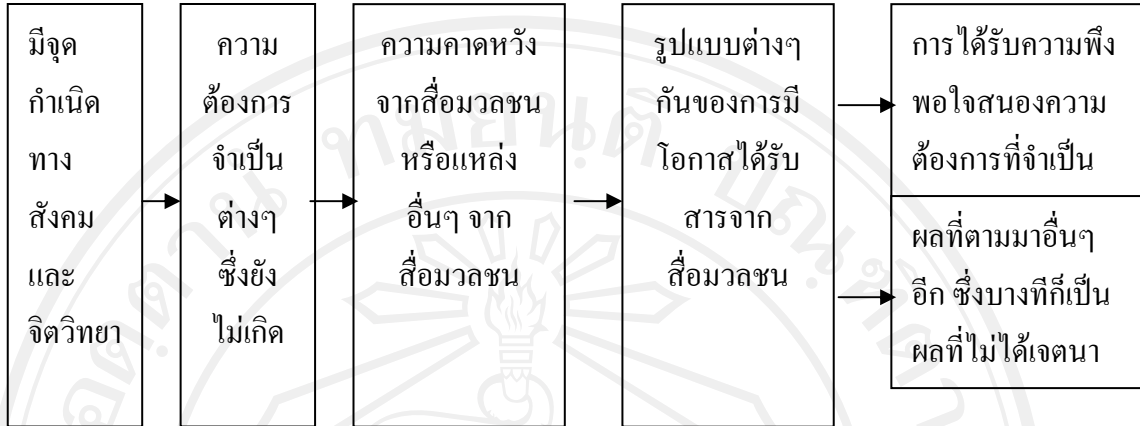 มีจุด
กำเนิด
ทาง
สังคม
และ
จิตวิทยา
ความ
ต้องการ
จำเป็น
ต่างๆ
ซึ่งยัง
ไม่เกิด
ความคาดหวัง
จากสื่อมวลชน
หรือแหล่ง
อื่นๆ จาก
สื่อมวลชน
รูปแบบต่างๆ
กันของการมี
โอกาสได้รับ
สารจาก
สื่อมวลชน
การได้รับความพึง
พอใจสนองความ
ต้องการที่จำเป็น
ผลที่ตามมาอื่นๆ
อีก ซึ่งบางทีก็เป็น
ผลที่ไม่ได้เจตนา